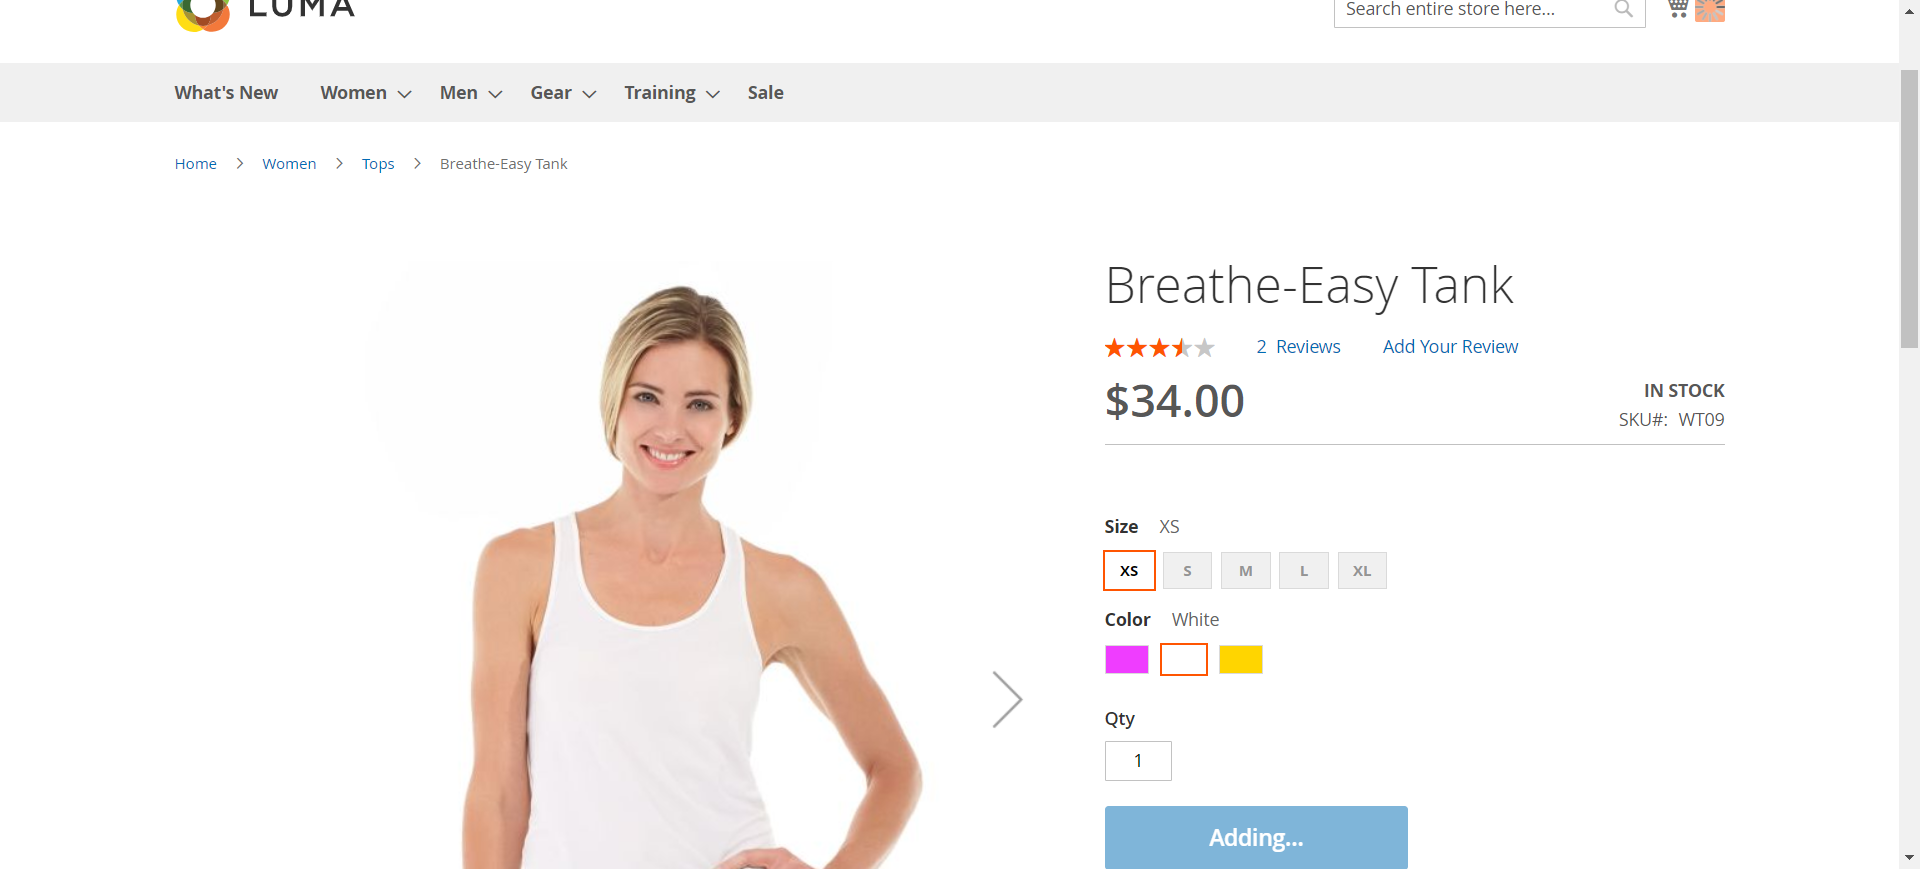 LUMA
Search entire store here...
What's New Women Men Gear Training Sale
Home Women Tops Breathe-Easy Tank
Breathe-Easy Tank
2 Reviews Add Your Review
$34.00
IN STOCK
SKU#: WT09
Size XS
XS S M L XL
Color White
Qty
1
Adding...